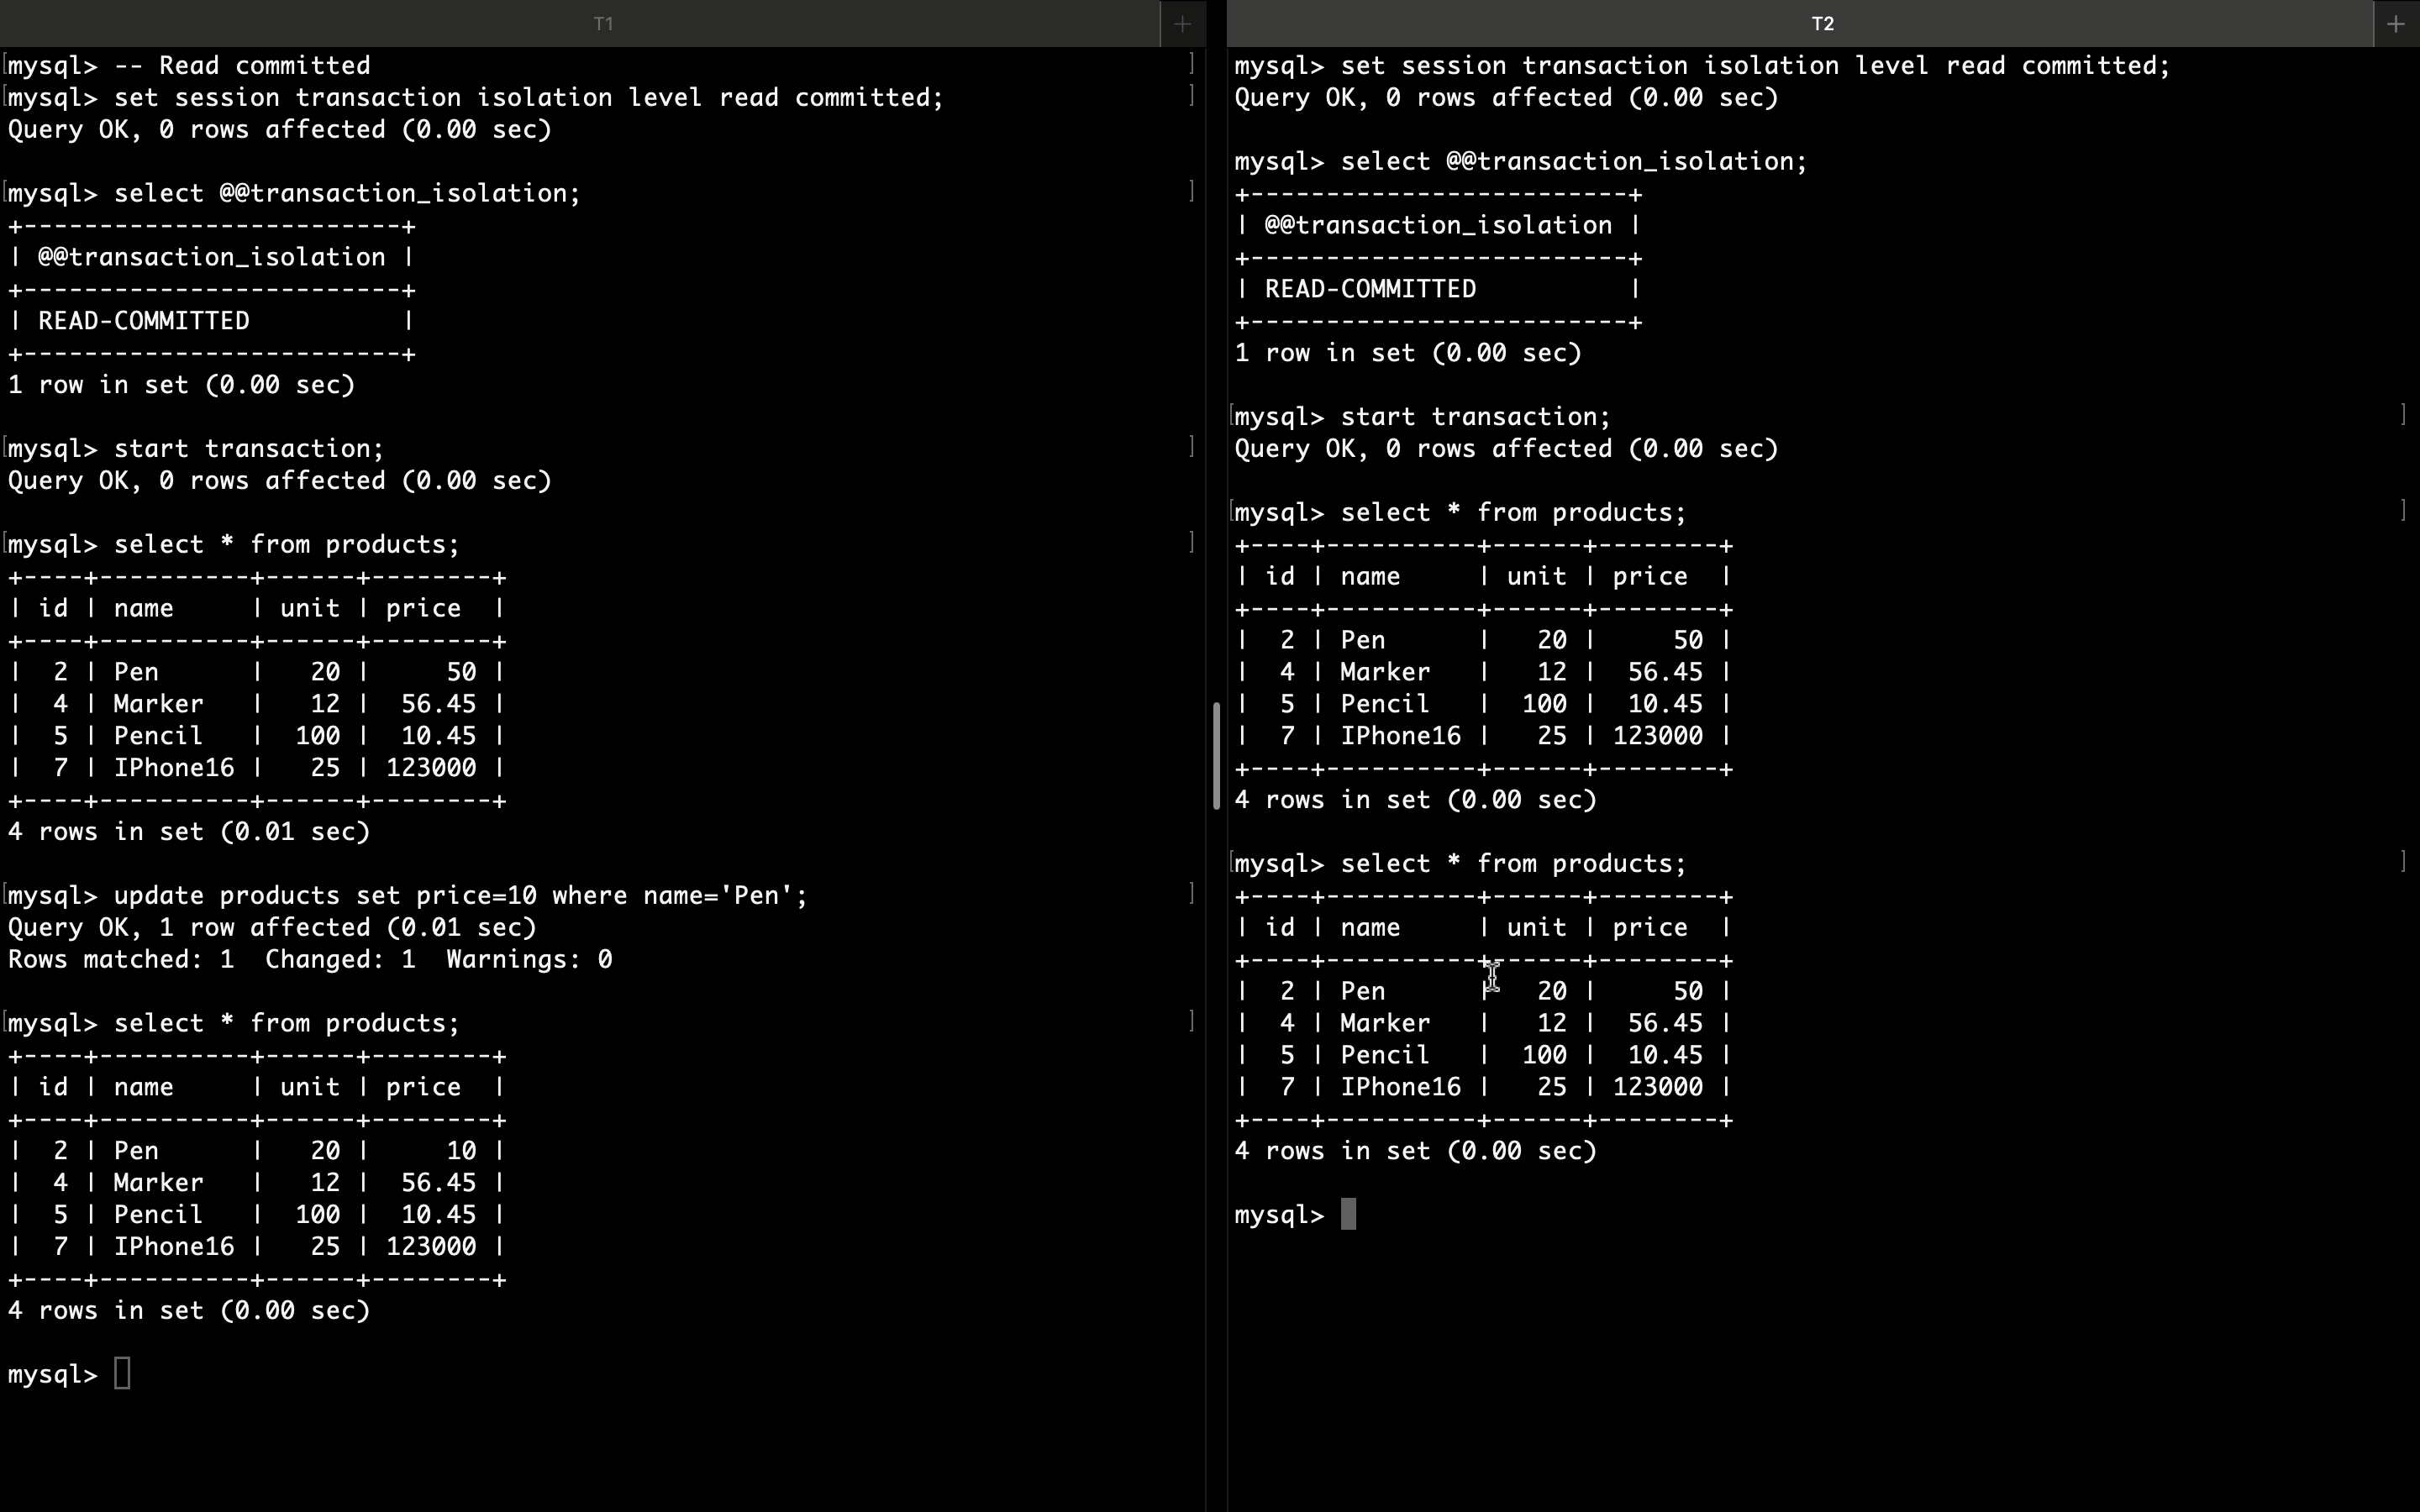 T1
mysql> -- Read committed
mysql> set session transaction isolation level read committed;
Query OK, 0 rows affected (0.00 sec)
mysql> select @@transaction_isolation;
+-------------------------+
| @@transaction_isolation |
+-------------------------+
| READ-COMMITTED          |
+-------------------------+
1 row in set (0.00 sec)
mysql> start transaction;
Query OK, 0 rows affected (0.00 sec)
mysql> select * from products;
+----+----------+------+--------+
| id | name     | unit | price  |
+----+----------+------+--------+
|  2 | Pen      |   20 |     50 |
|  4 | Marker   |   12 |  56.45 |
|  5 | Pencil   |  100 |  10.45 |
|  7 | IPhone16 |   25 | 123000 |
+----+----------+------+--------+
4 rows in set (0.01 sec)
mysql> update products set price=10 where name='Pen';
Query OK, 1 row affected (0.01 sec)
Rows matched: 1  Changed: 1  Warnings: 0
mysql> select * from products;
+----+----------+------+--------+
| id | name     | unit | price  |
+----+----------+------+--------+
|  2 | Pen      |   20 |     10 |
|  4 | Marker   |   12 |  56.45 |
|  5 | Pencil   |  100 |  10.45 |
|  7 | IPhone16 |   25 | 123000 |
+----+----------+------+--------+
4 rows in set (0.00 sec)
mysql>
T2
mysql> set session transaction isolation level read committed;
Query OK, 0 rows affected (0.00 sec)
mysql> select @@transaction_isolation;
+-------------------------+
| @@transaction_isolation |
+-------------------------+
| READ-COMMITTED          |
+-------------------------+
1 row in set (0.00 sec)
mysql> start transaction;
Query OK, 0 rows affected (0.00 sec)
mysql> select * from products;
+----+----------+------+--------+
| id | name     | unit | price  |
+----+----------+------+--------+
|  2 | Pen      |   20 |     50 |
|  4 | Marker   |   12 |  56.45 |
|  5 | Pencil   |  100 |  10.45 |
|  7 | IPhone16 |   25 | 123000 |
+----+----------+------+--------+
4 rows in set (0.00 sec)
mysql> select * from products;
+----+----------+------+--------+
| id | name     | unit | price  |
+----+----------+------+--------+
|  2 | Pen      |   20 |     50 |
|  4 | Marker   |   12 |  56.45 |
|  5 | Pencil   |  100 |  10.45 |
|  7 | IPhone16 |   25 | 123000 |
+----+----------+------+--------+
4 rows in set (0.00 sec)
mysql>